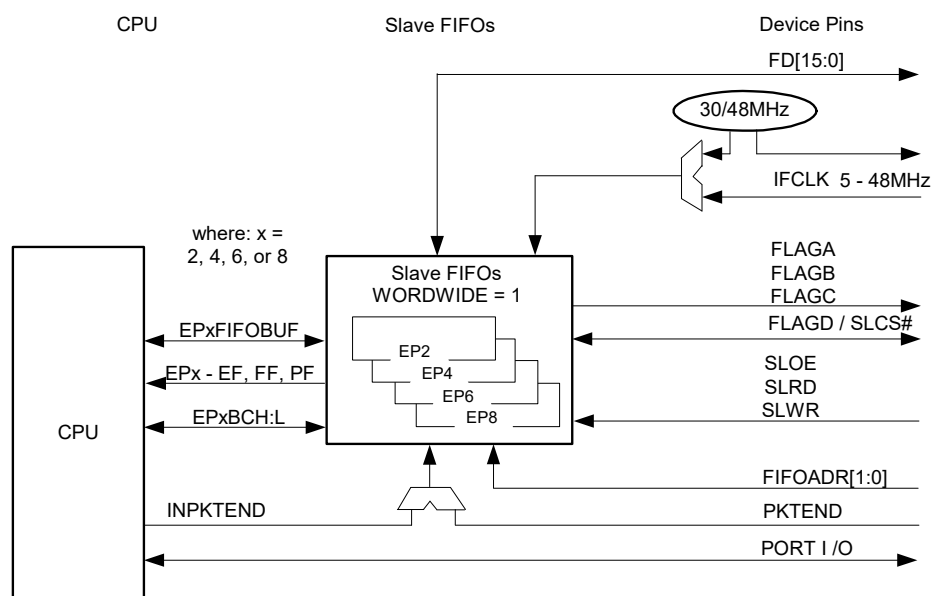 CPU Slave FIFOs Device Pins
FD[15:0]
30/48MHz
IFCLK 5 - 48MHz
where: x =
2, 4, 6, or 8
Slave FIFOs
WORDWIDE = 1
FLAGA
FLAGB
FLAGC
FLAGD / SLCS#
EPxFIFOBUF
EP2
EPx - EF, FF, PF
EP4
EP6
EP8
SLOE
SLRD
SLWR
EPxBCH:L
CPU
FIFOADR[1:0]
INPKTEND
PKTEND
PORT I /O